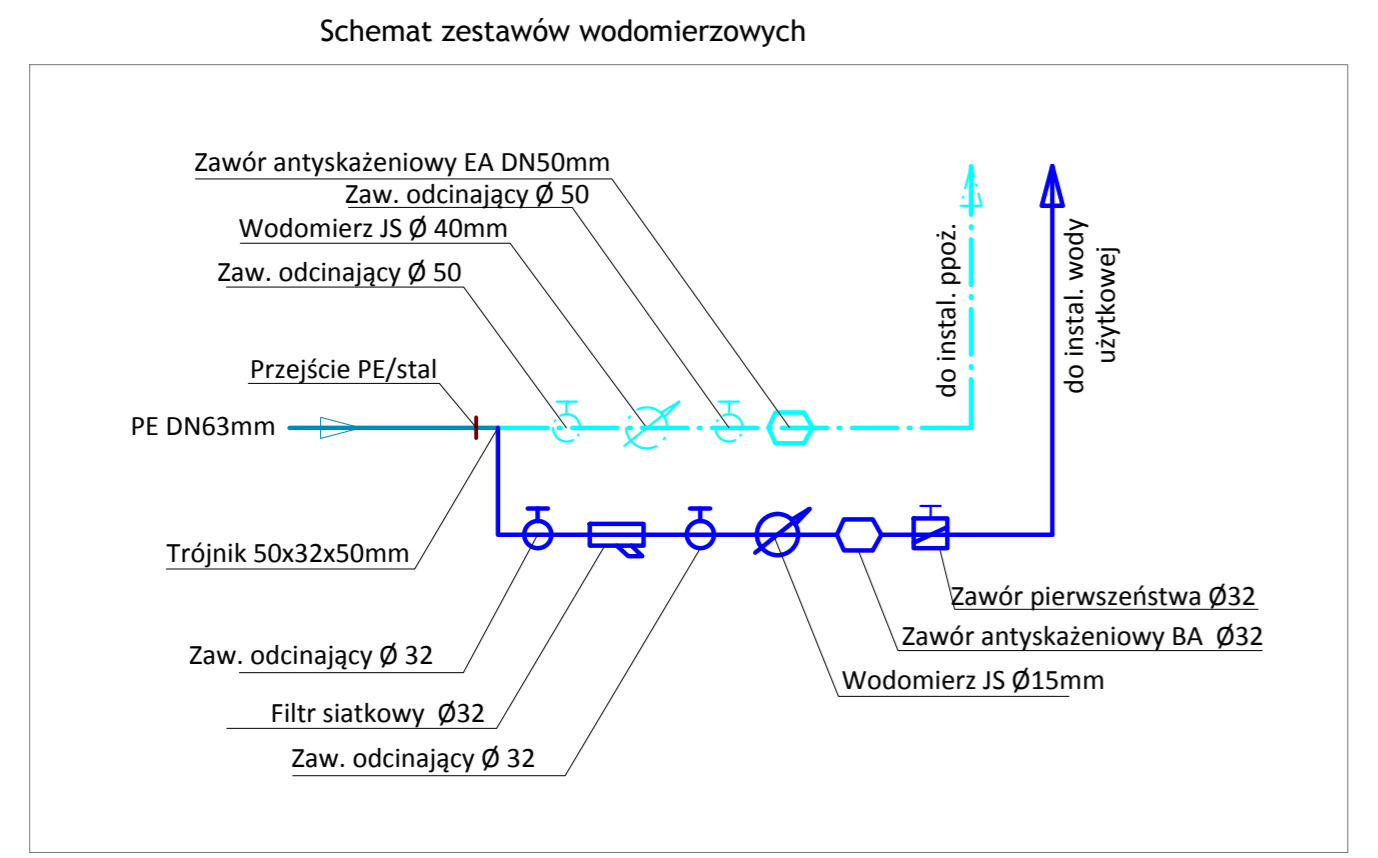 Schemat zestawów wodomierzowych
Zawór antyskażeniowy EA DN50mm
Zaw. odcinający Ø 50
Wodomierz JS Ø 40mm
Zaw. odcinający Ø 50
Przejście PE/stal
PE DN63mm
do instal. ppoż.
do instal. wody
użytkowej
Trójnik 50x32x50mm
Zawór pierwszeństwa Ø32
Zawór antyskażeniowy BA Ø32
Zaw. odcinający Ø 32
Wodomierz JS Ø15mm
Filtr siatkowy Ø32
Zaw. odcinający Ø 32